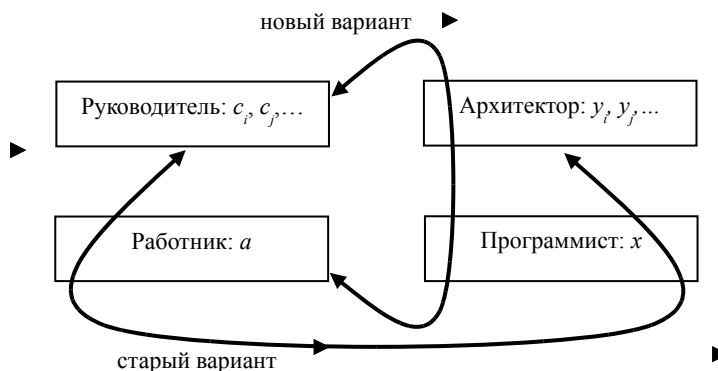 новый вариант
Руководитель: c_i, c_j,…
Архитектор: y_i, y_j,...
Работник: a
Программист: x
старый вариант